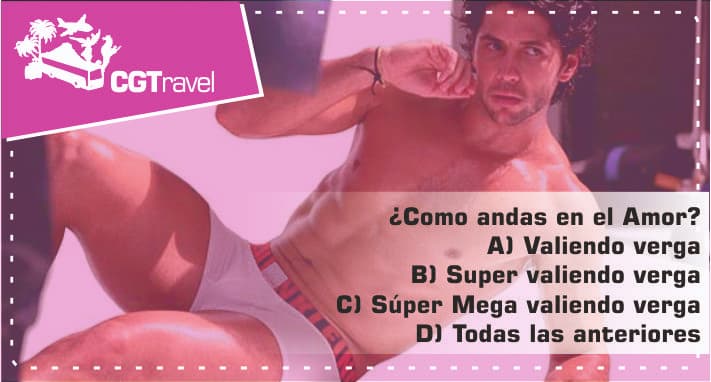 CGTravel
¿Como andas en el Amor?
A) Valiendo verga
B) Super valiendo verga
C) Súper Mega valiendo verga
D) Todas las anteriores